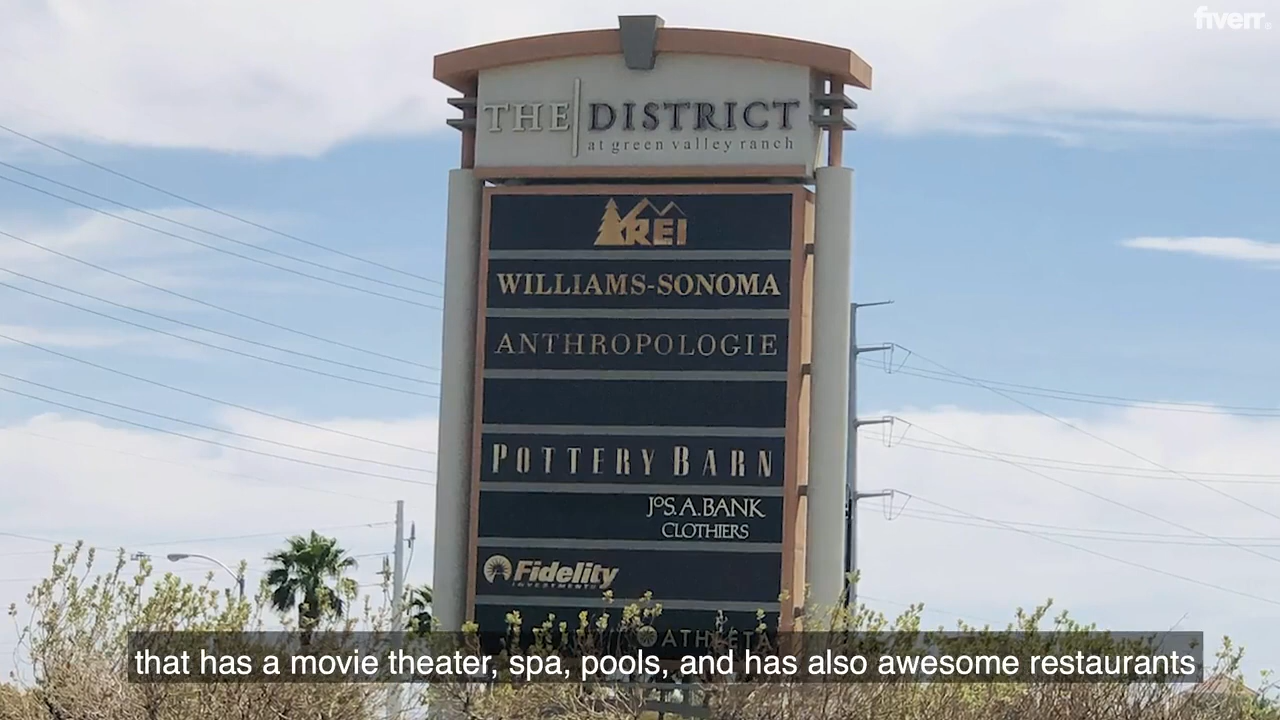 fiverr.
THE DISTRICT
at green valley ranch
REI
WILLIAMS-SONOMA
ANTHROPOLOGIE
POTTERY BARN
JOS. A. BANK
CLOTHIERS
Fidelity
INVESTMENTS
ATHLETA
that has a movie theater, spa, pools, and has also awesome restaurants